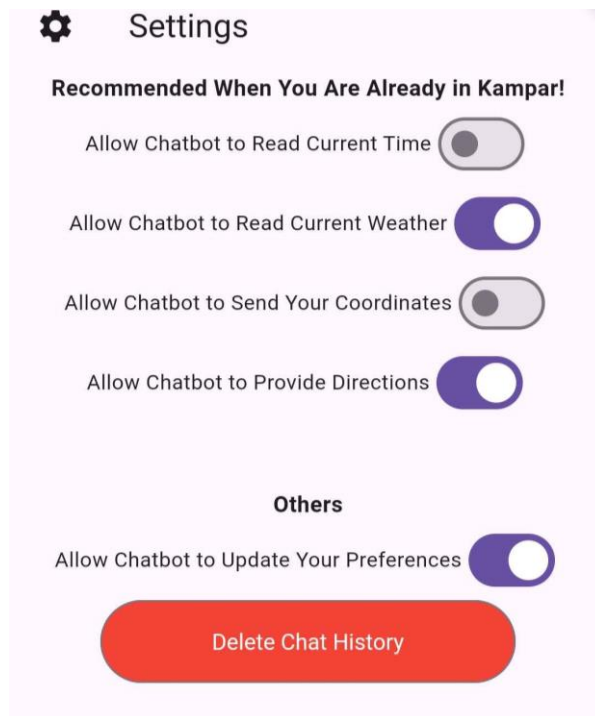 Settings
Recommended When You Are Already in Kampar!
Allow Chatbot to Read Current Time
Allow Chatbot to Read Current Weather
Allow Chatbot to Send Your Coordinates
Allow Chatbot to Provide Directions
Others
Allow Chatbot to Update Your Preferences
Delete Chat History